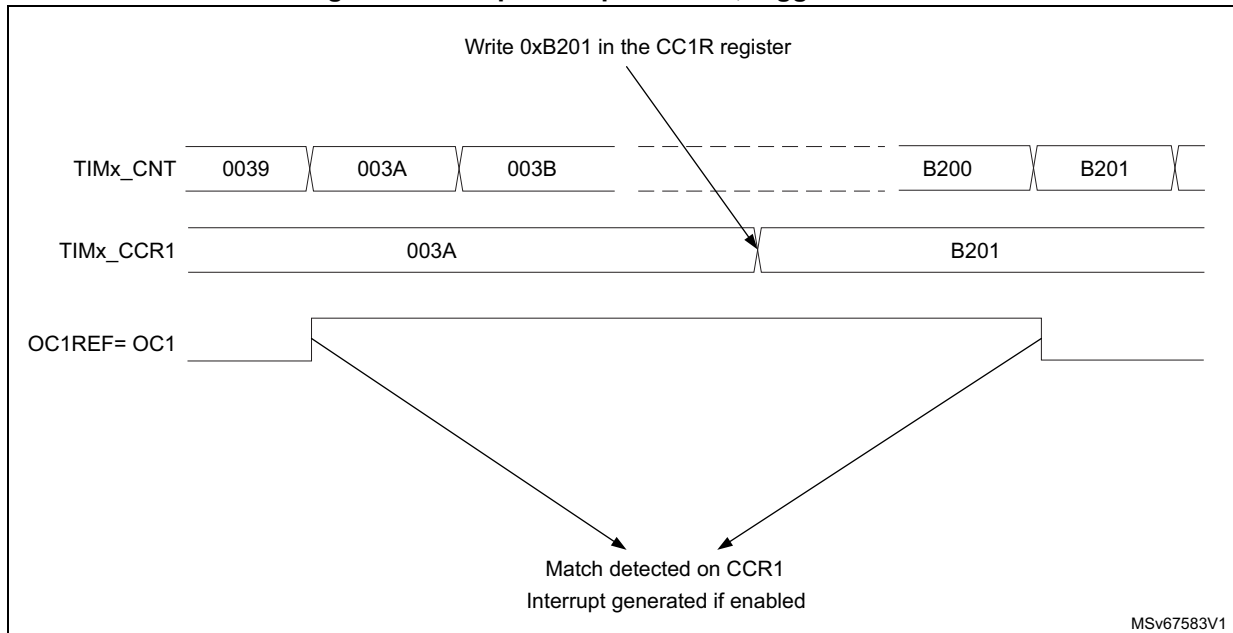 Write 0xB201 in the CC1R register
TIMx_CNT 0039 003A 003B B200 B201
TIMx_CCR1 003A B201
OC1REF= OC1
Match detected on CCR1
Interrupt generated if enabled
MSv67583V1